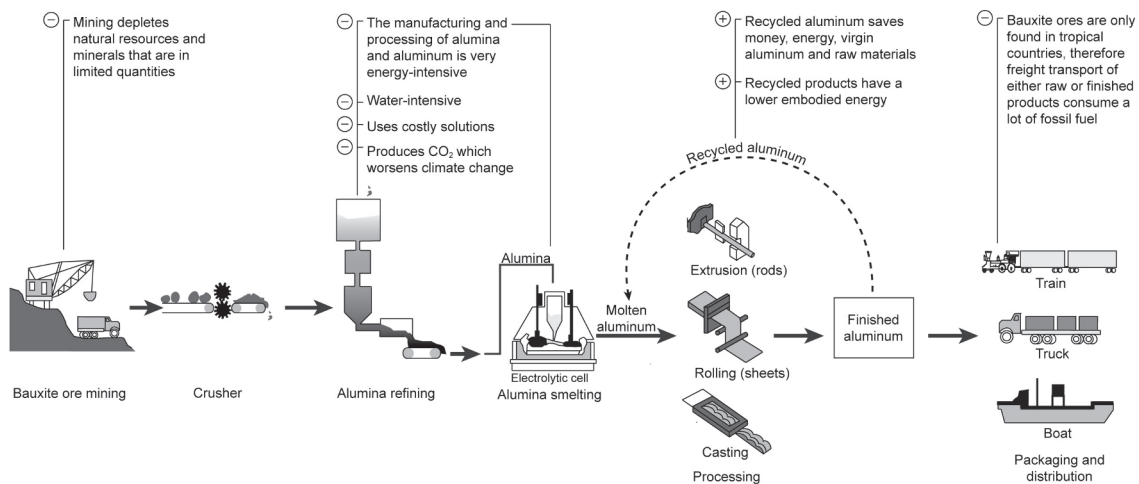 − Mining depletes
natural resources and
minerals that are in
limited quantities
− The manufacturing and
processing of alumina
and aluminum is very
energy-intensive
− Water-intensive
− Uses costly solutions
− Produces CO₂ which
worsens climate change
+ Recycled aluminum saves
money, energy, virgin
aluminum and raw materials
+ Recycled products have a
lower embodied energy
− Bauxite ores are only
found in tropical
countries, therefore
freight transport of
either raw or finished
products consume a
lot of fossil fuel
Recycled aluminum
Alumina
Extrusion (rods)
Molten
aluminum
Rolling (sheets)
Finished
aluminum
Train
Truck
Boat
Bauxite ore mining
Crusher
Alumina refining
Electrolytic cell
Alumina smelting
Casting
Processing
Packaging and
distribution